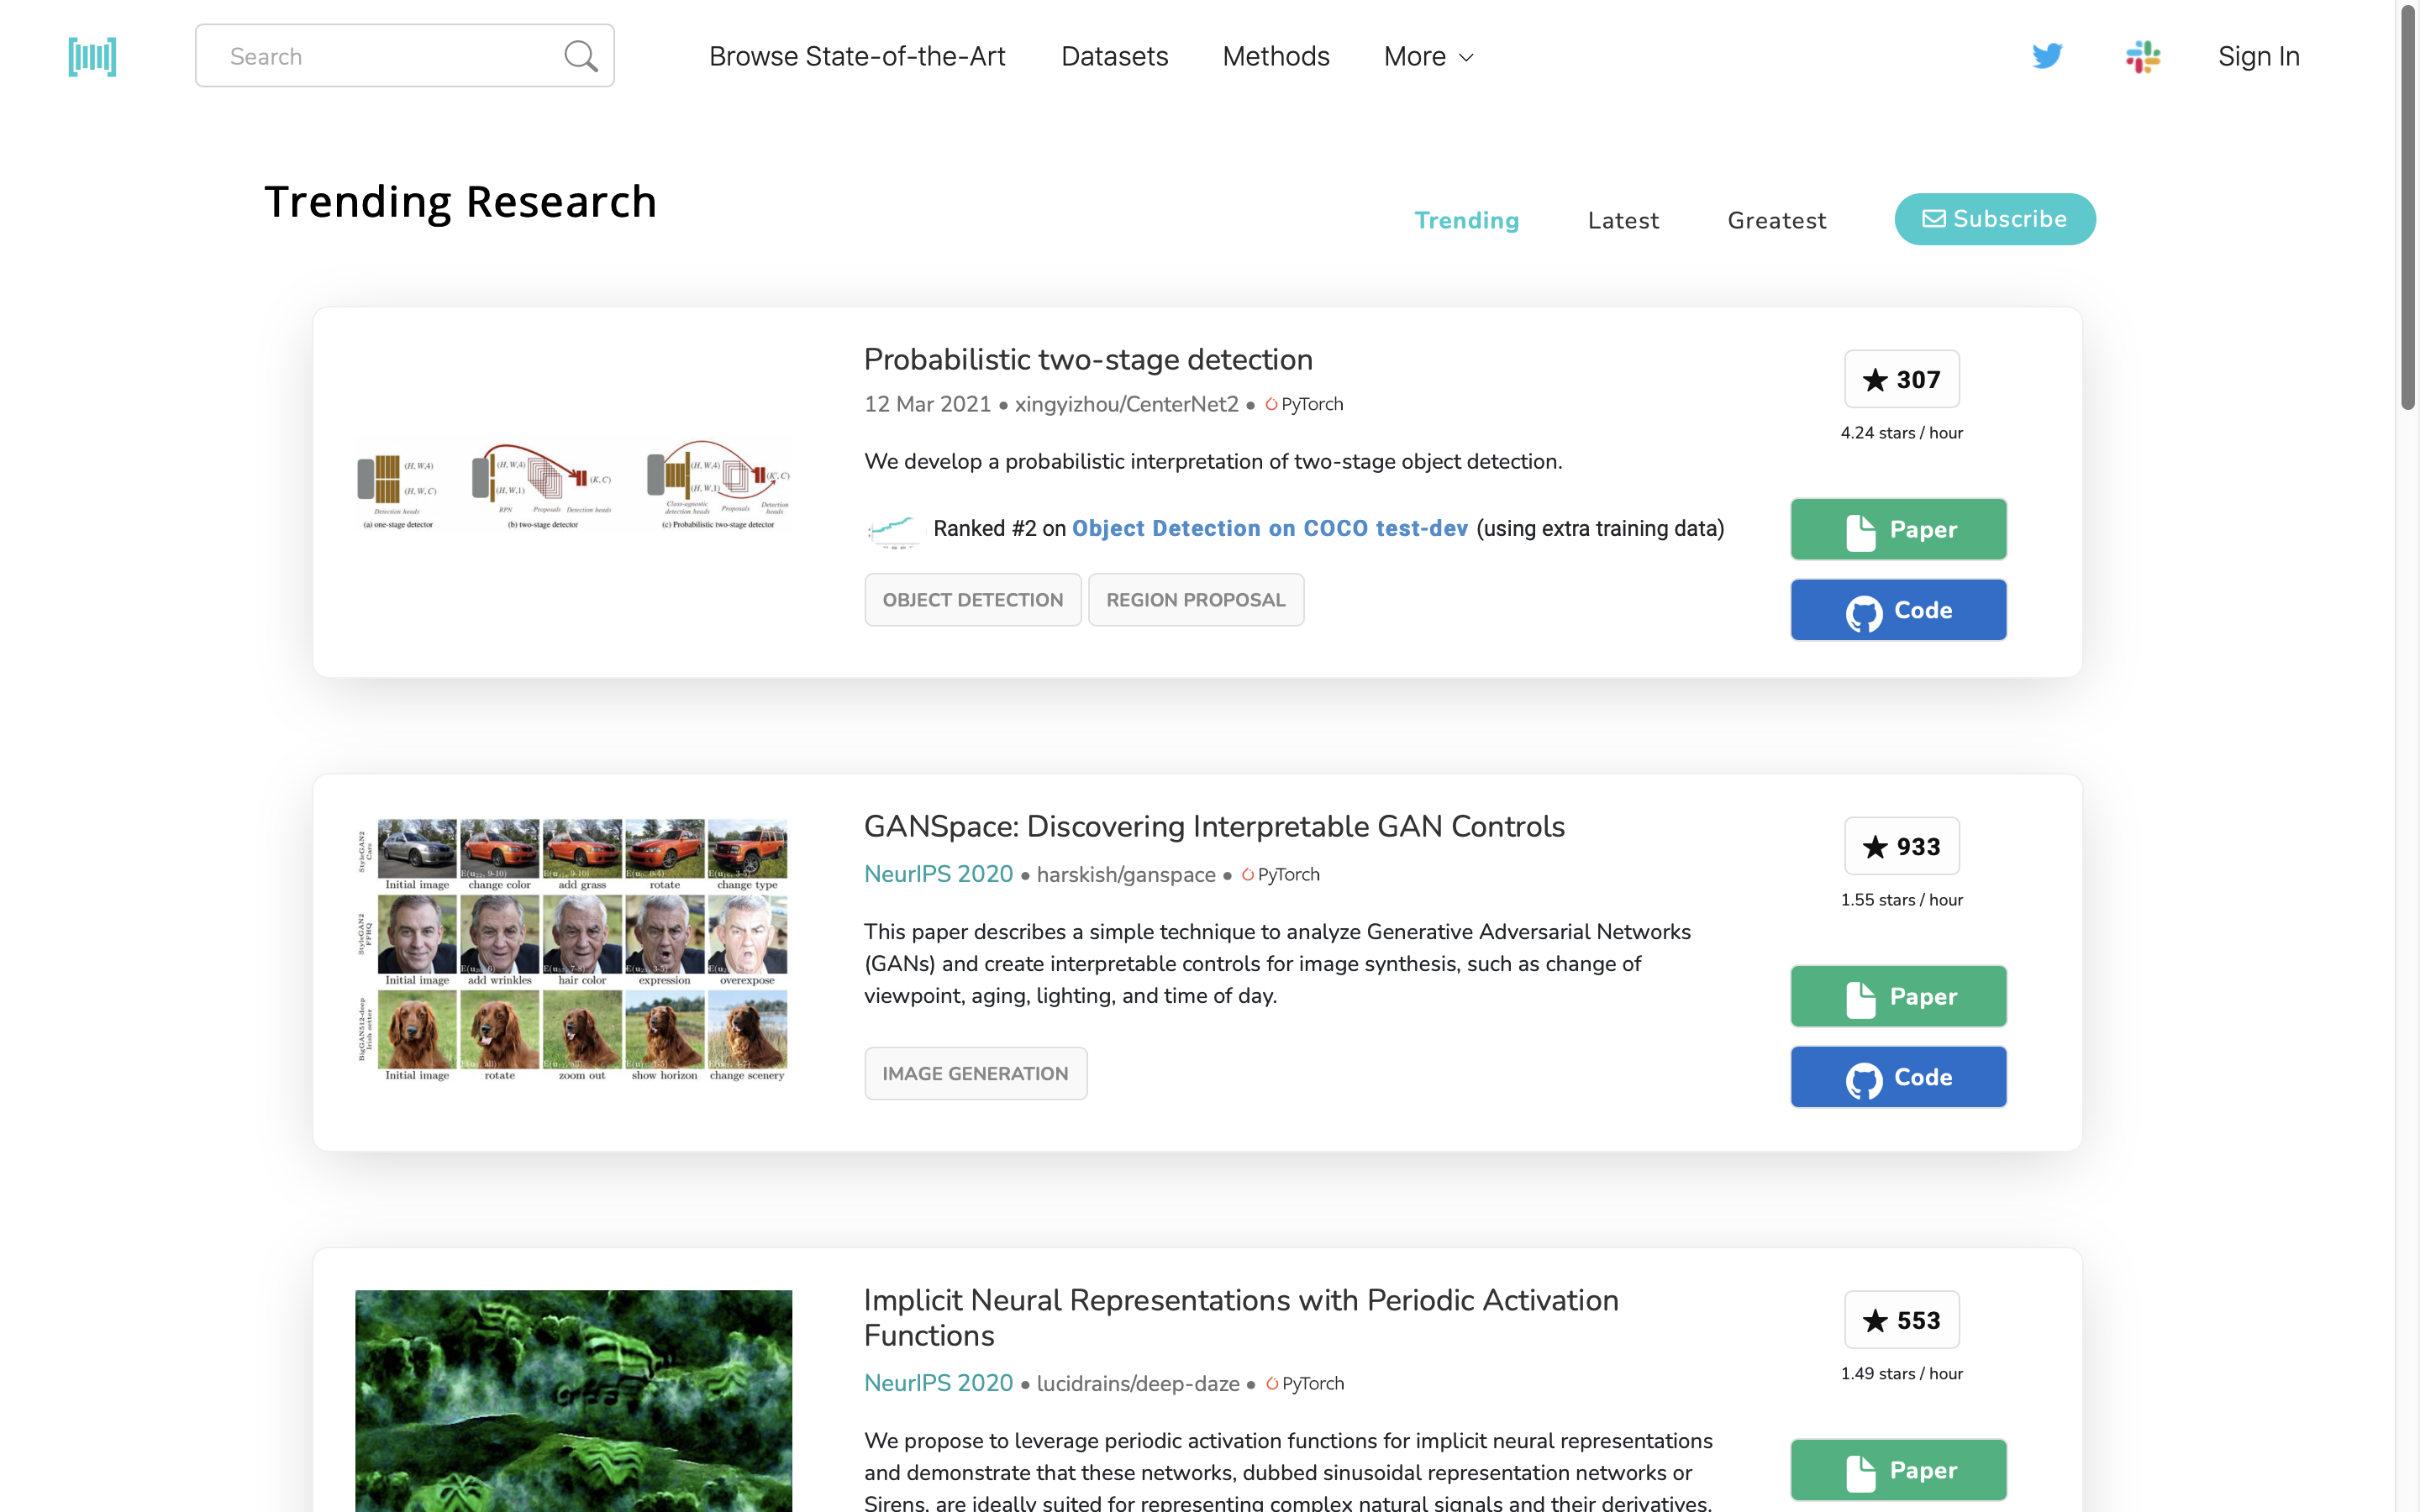 Search
Browse State-of-the-Art
Datasets
Methods
More
Sign In
Trending Research
Trending
Latest
Greatest
Subscribe
(H, W,4)
(H, W, C)
Detection heads
(a) one-stage detector
(H, W,4)
(H, W,1)
(K, C)
RPN
Proposals
Detection heads
(b) two-stage detector
(H, W,4)
(H, W,1)
(K, C)
Class-agnostic
detection heads
Proposals
Detection
heads
(c) Probabilistic two-stage detector
Probabilistic two-stage detection
12 Mar 2021 • xingyizhou/CenterNet2 • PyTorch
We develop a probabilistic interpretation of two-stage object detection.
Ranked #2 on Object Detection on COCO test-dev (using extra training data)
OBJECT DETECTION
REGION PROPOSAL
★ 307
4.24 stars / hour
Paper
Code
StyleGAN2
Cars
Initial image
change color
add grass
rotate
change type
StyleGAN2
FFHQ
Initial image
add wrinkles
hair color
expression
overexpose
BigGAN512-deep
Irish setter
Initial image
rotate
zoom out
show horizon
change scenery
GANSpace: Discovering Interpretable GAN Controls
NeurIPS 2020 • harskish/ganspace • PyTorch
This paper describes a simple technique to analyze Generative Adversarial Networks
(GANs) and create interpretable controls for image synthesis, such as change of
viewpoint, aging, lighting, and time of day.
IMAGE GENERATION
★ 933
1.55 stars / hour
Paper
Code
Implicit Neural Representations with Periodic Activation
Functions
NeurIPS 2020 • lucidrains/deep-daze • PyTorch
We propose to leverage periodic activation functions for implicit neural representations
and demonstrate that these networks, dubbed sinusoidal representation networks or
Sirens, are ideally suited for representing complex natural signals and their derivatives.
★ 553
1.49 stars / hour
Paper